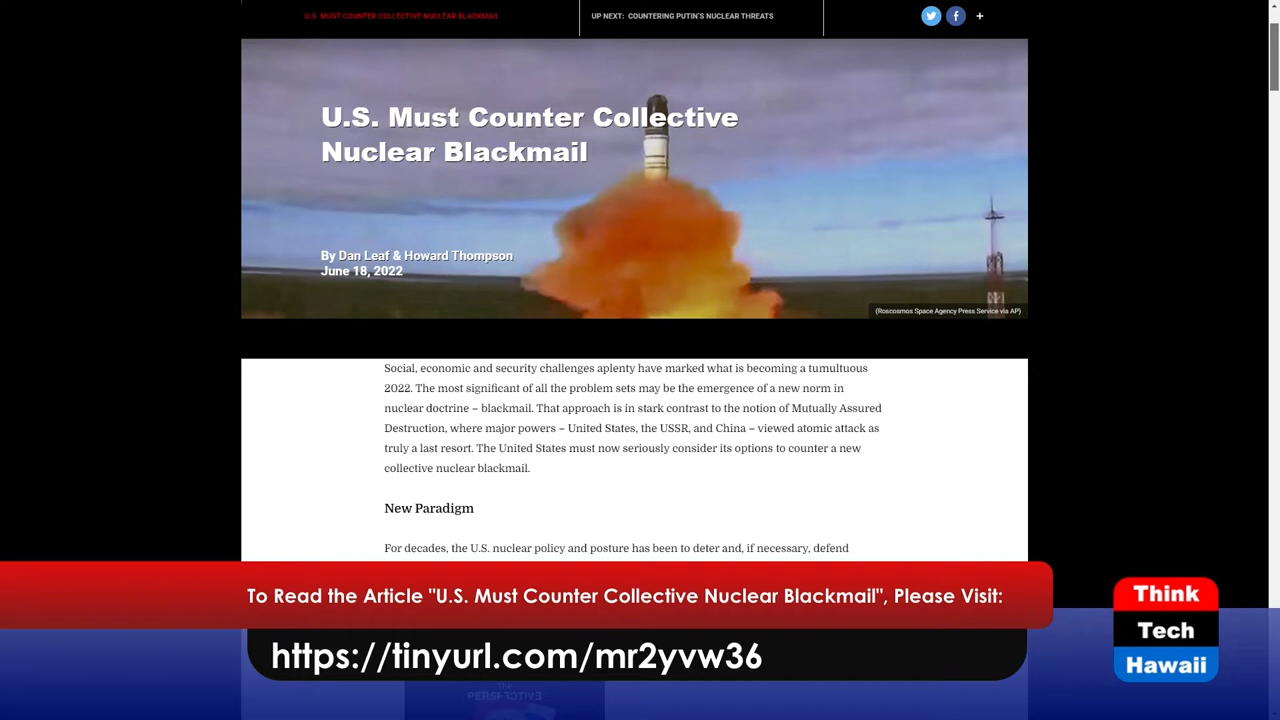 U.S. MUST COUNTER COLLECTIVE NUCLEAR BLACKMAIL
UP NEXT: COUNTERING PUTIN'S NUCLEAR THREATS
U.S. Must Counter Collective
Nuclear Blackmail
By Dan Leaf & Howard Thompson
June 18, 2022
(Roscosmos Space Agency Press Service via AP)
Social, economic and security challenges aplenty have marked what is becoming a tumultuous
2022. The most significant of all the problem sets may be the emergence of a new norm in
nuclear doctrine – blackmail. That approach is in stark contrast to the notion of Mutually Assured
Destruction, where major powers – United States, the USSR, and China – viewed atomic attack as
truly a last resort. The United States must now seriously consider its options to counter a new
collective nuclear blackmail.
New Paradigm
For decades, the U.S. nuclear policy and posture has been to deter and, if necessary, defend
To Read the Article "U.S. Must Counter Collective Nuclear Blackmail", Please Visit:
https://tinyurl.com/mr2yvw36
Think
Tech
Hawaii